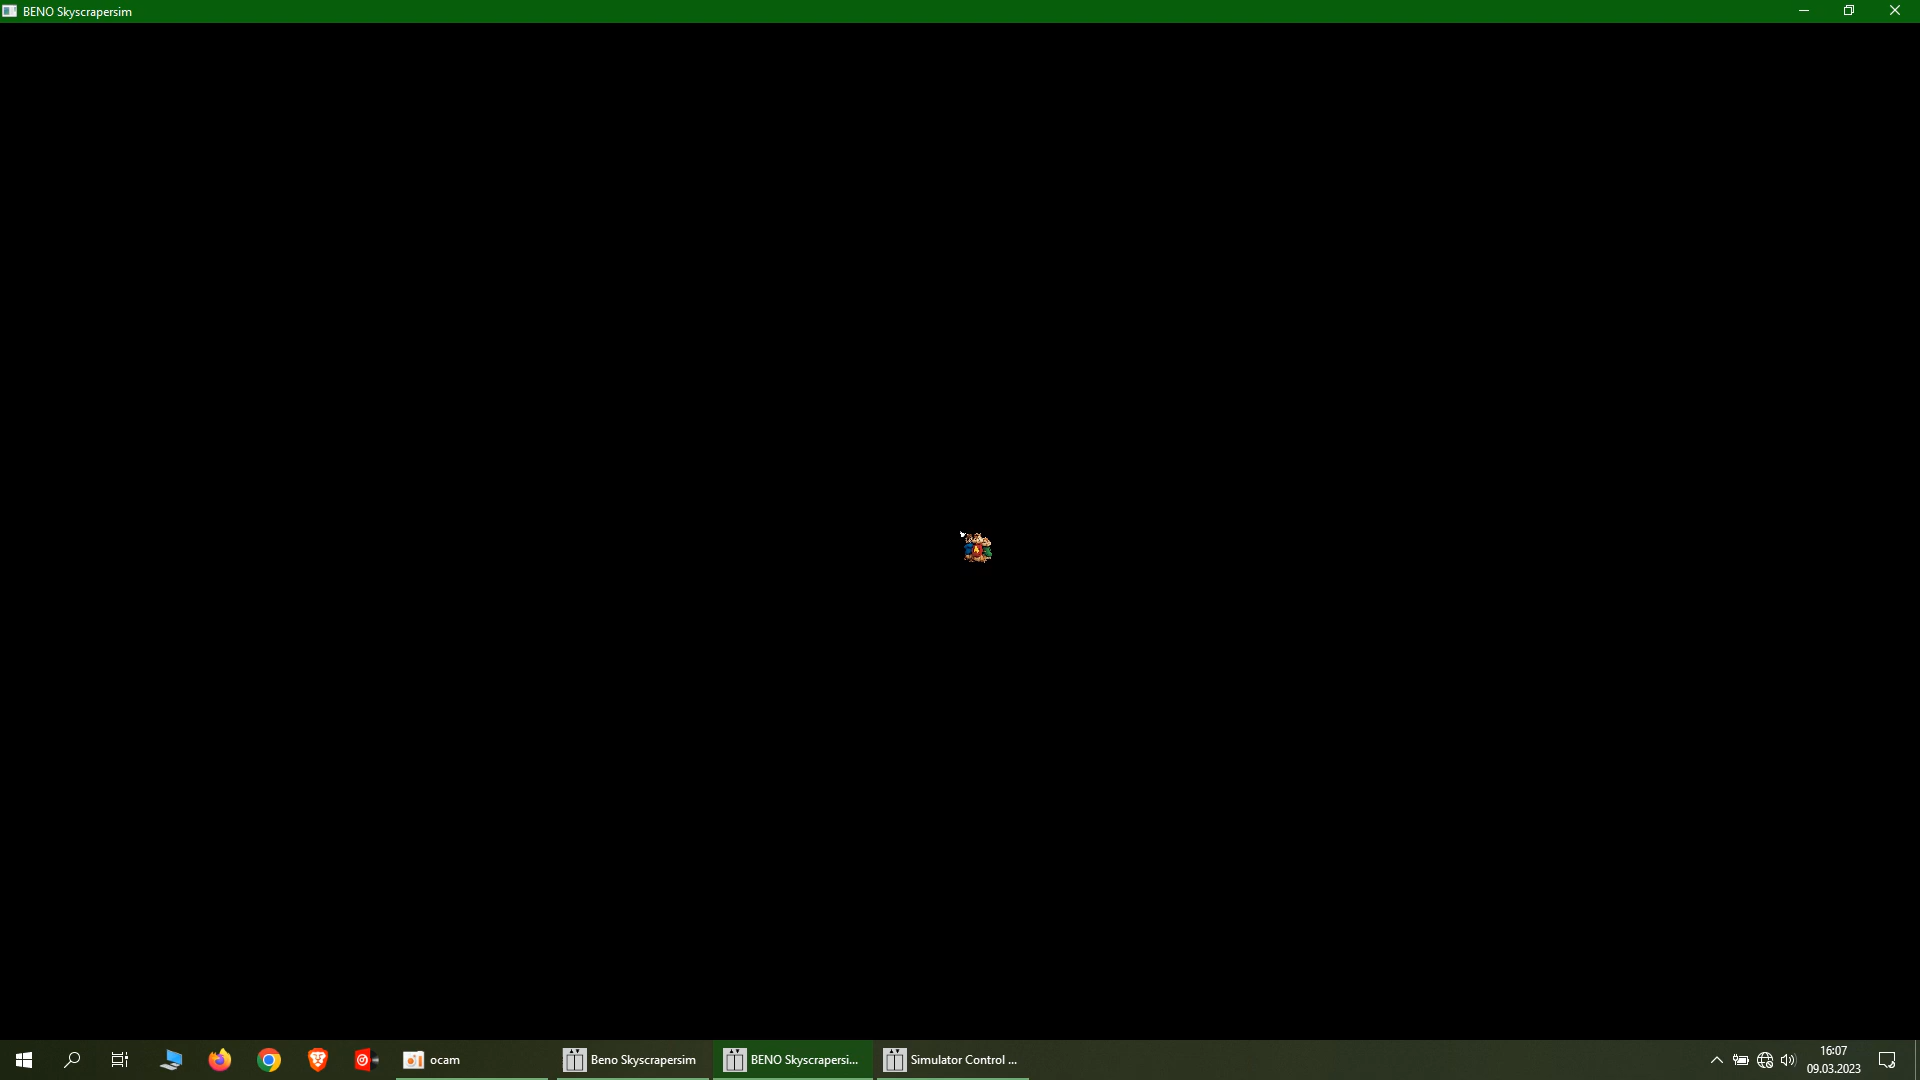 BENO Skyscrapersim
ocam
Beno Skyscrapersim
BENO Skyscrapersi...
Simulator Control ...
16:07
09.03.2023